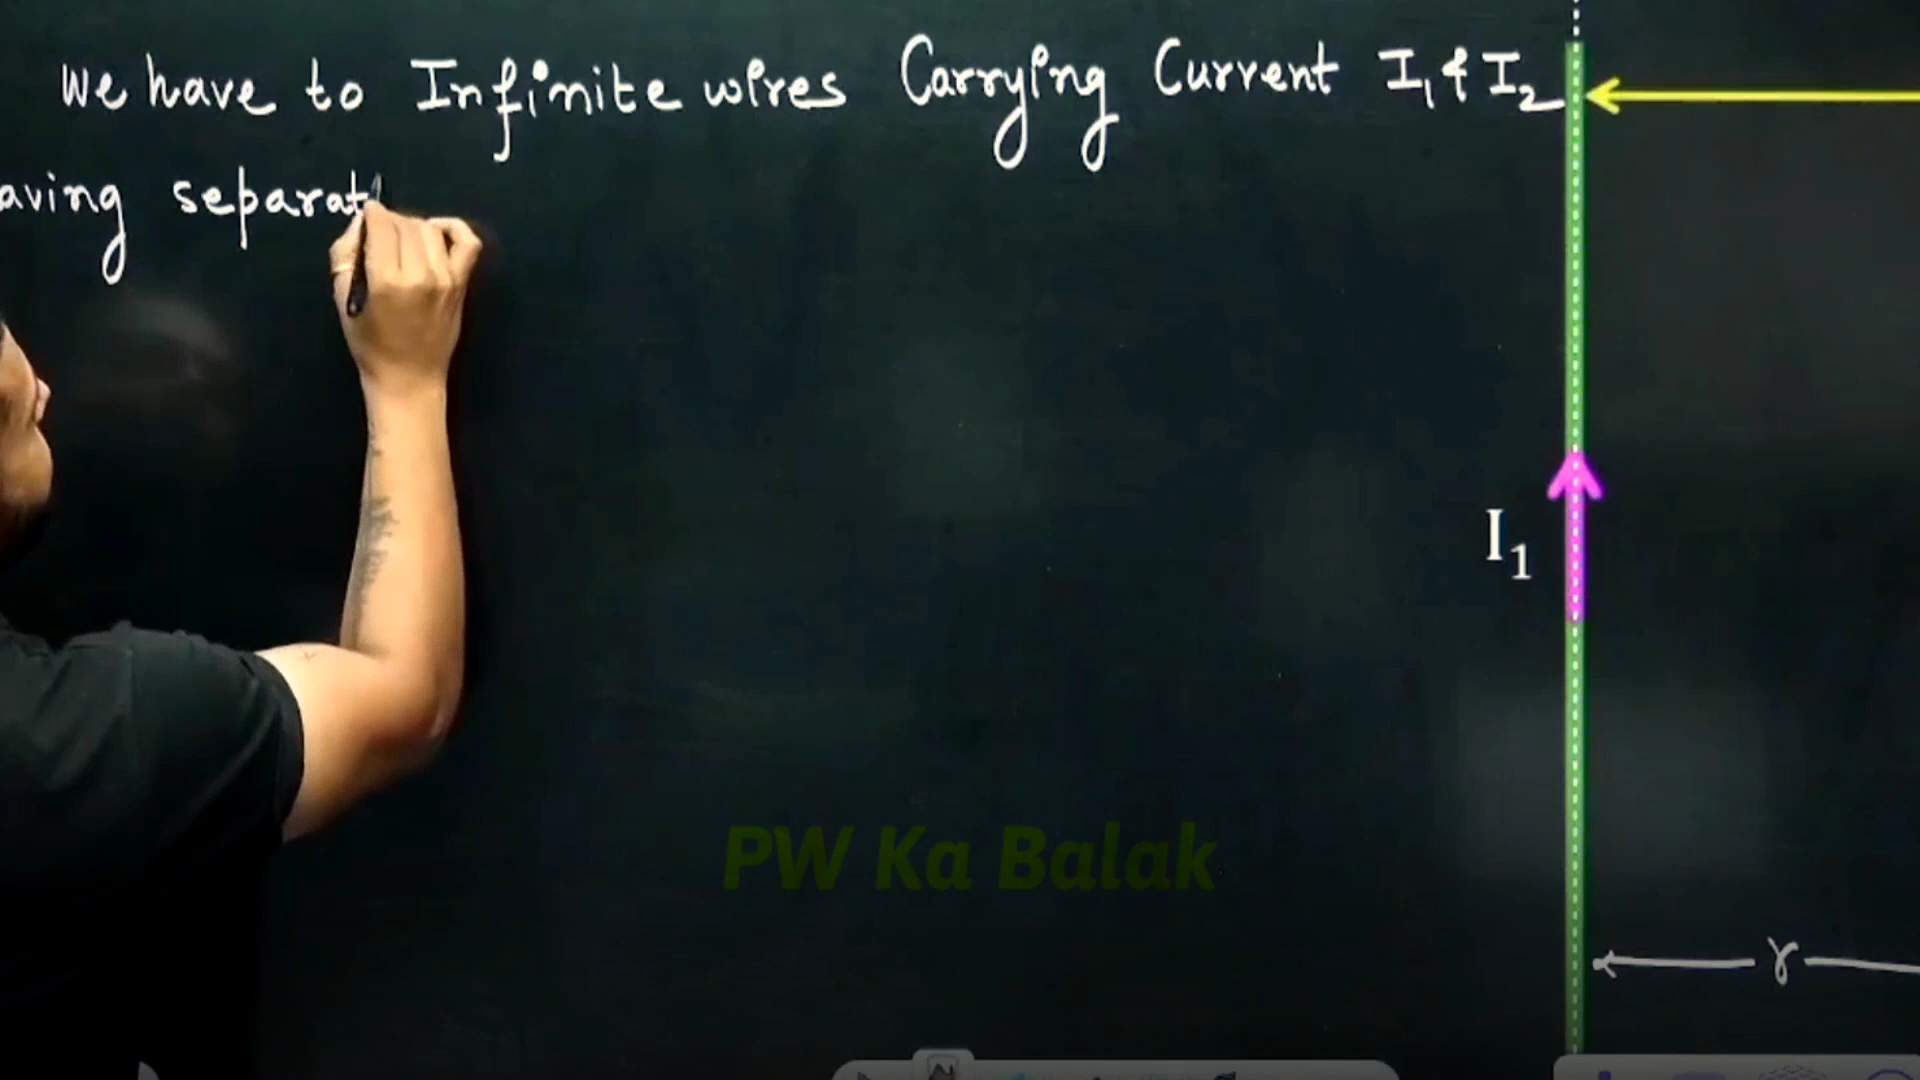 We have to Infinite wires Carrying Current I₁ & I₂
aving separat
I₁
r
PW Ka Balak